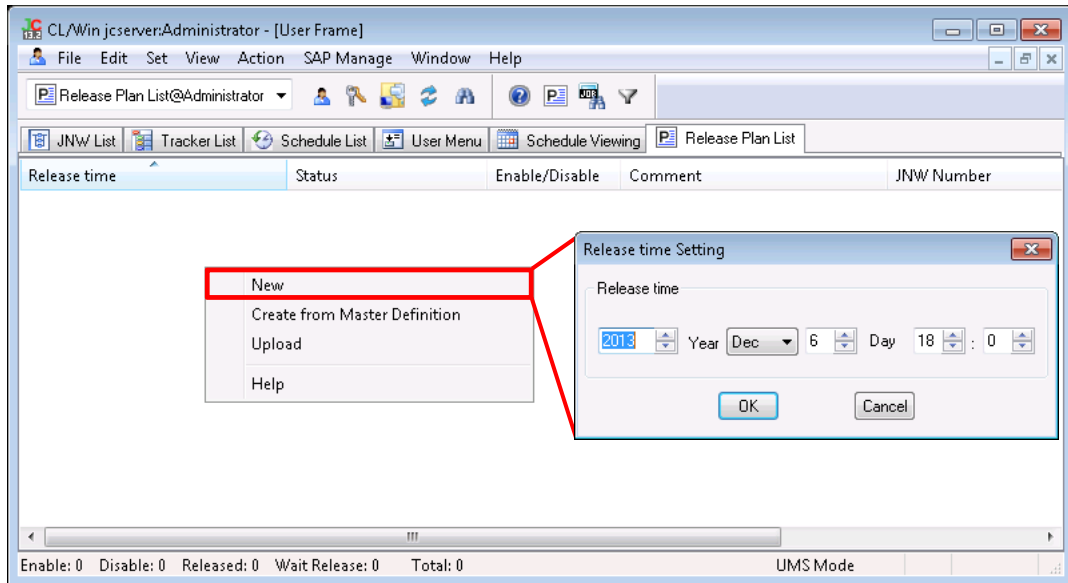 CL/Win jcserver:Administrator - [User Frame]
File Edit Set View Action SAP Manage Window Help
Release Plan List@Administrator
JNW List Tracker List Schedule List User Menu Schedule Viewing Release Plan List
Release time Status Enable/Disable Comment JNW Number
New
Create from Master Definition
Upload
Help
Release time Setting
Release time
2013 Year Dec 6 Day 18 : 0
OK Cancel
Enable: 0 Disable: 0 Released: 0 Wait Release: 0 Total: 0 UMS Mode